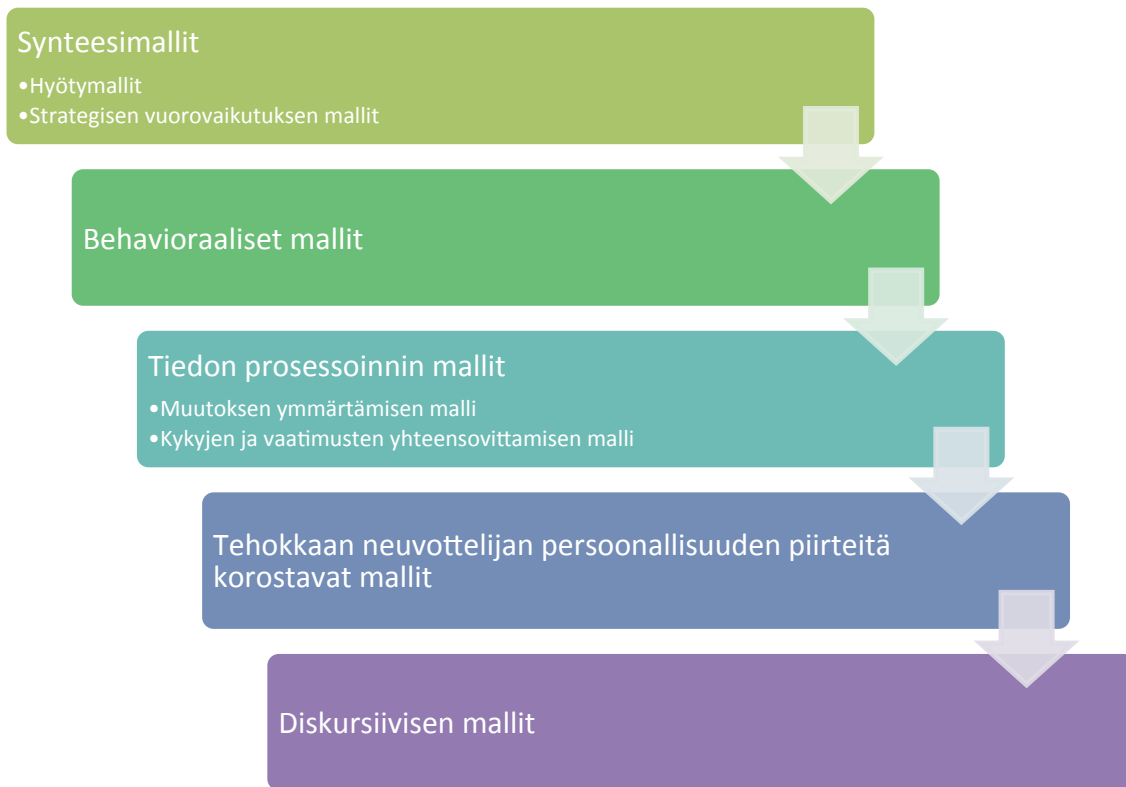 Synteesimallit
•Hyötymallit
•Strategisen vuorovaikutuksen mallit
Behavioraaliset mallit
Tiedon prosessoinnin mallit
•Muutoksen ymmärtämisen malli
•Kykyjen ja vaatimusten yhteensovittamisen malli
Tehokkaan neuvottelijan persoonallisuuden piirteitä
korostavat mallit
Diskursiivisen mallit